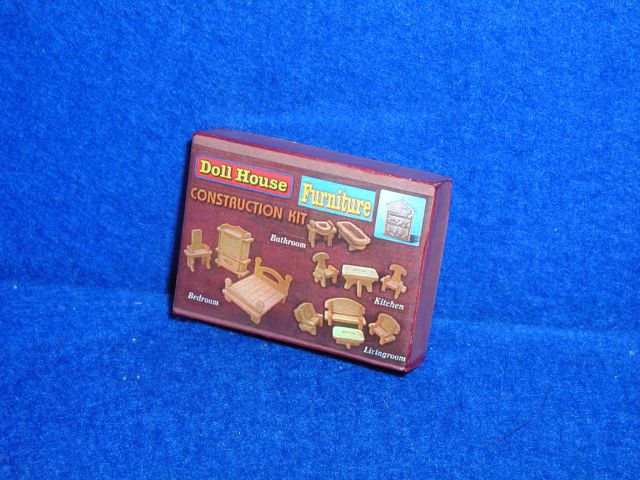 Doll House
Furniture
CONSTRUCTION KIT
Bathroom
Kitchen
Bedroom
Livingroom